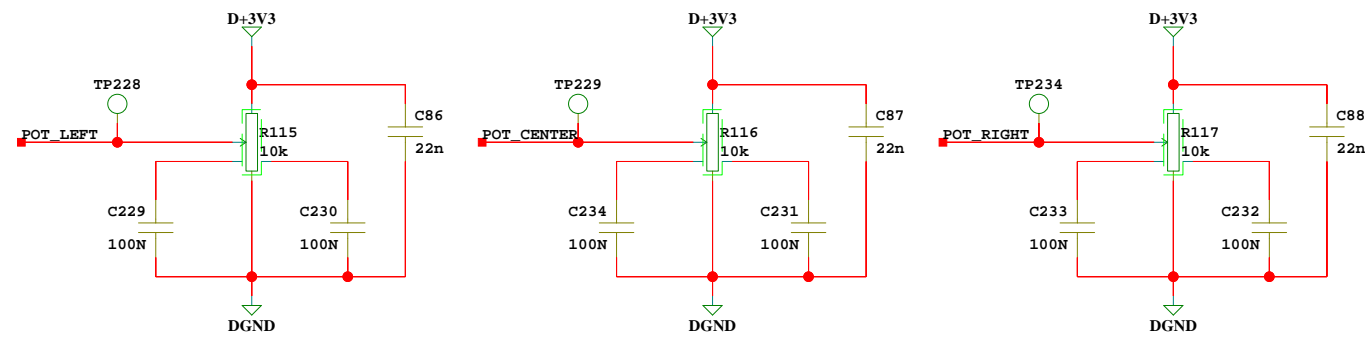 D+3V3
TP228
POT_LEFT
R115
10k
C86
22n
C229
100N
C230
100N
DGND
D+3V3
TP229
POT_CENTER
R116
10k
C87
22n
C234
100N
C231
100N
DGND
D+3V3
TP234
POT_RIGHT
R117
10k
C88
22n
C233
100N
C232
100N
DGND